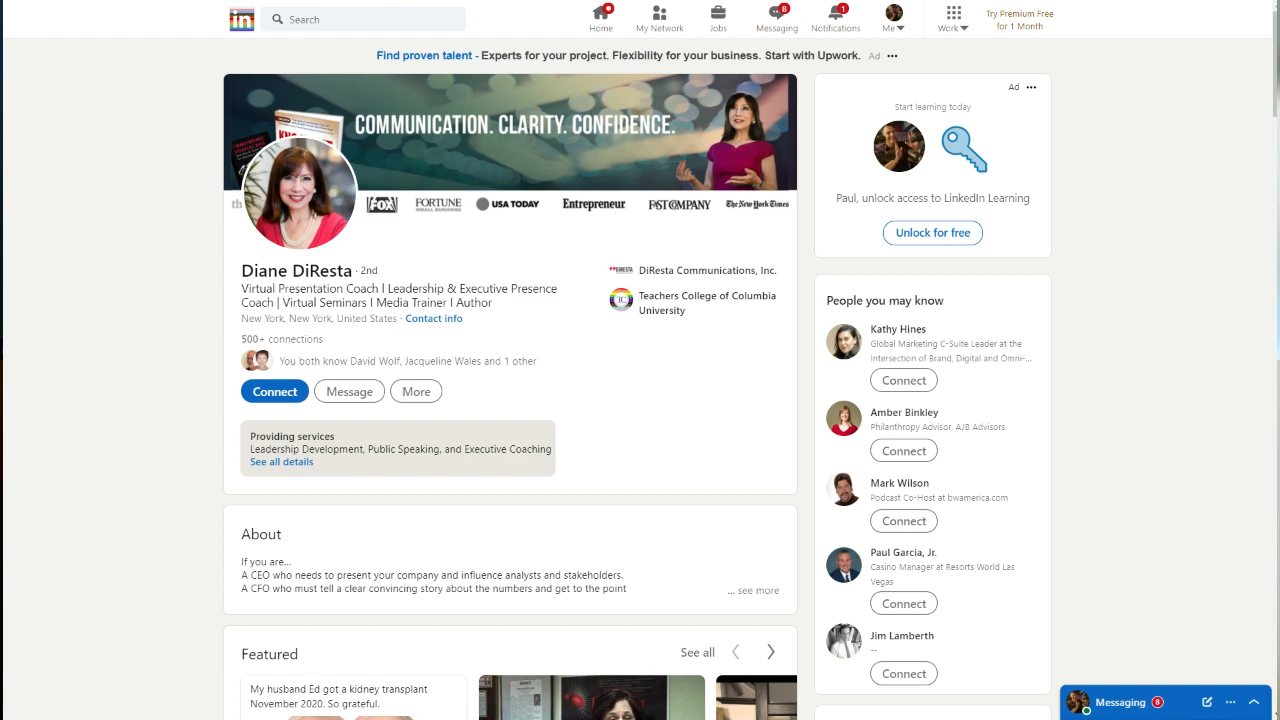 in
Search
Home
My Network
Jobs
8
Messaging
1
Notifications
Me
Work
Try Premium Free
for 1 Month
Find proven talent - Experts for your project. Flexibility for your business. Start with Upwork. Ad
COMMUNICATION. CLARITY. CONFIDENCE.
th
FOX
FORTUNE
SMALL BUSINESS
USA TODAY
Entrepreneur
FAST COMPANY
The New York Times
Diane DiResta · 2nd
Virtual Presentation Coach l Leadership & Executive Presence
Coach | Virtual Seminars l Media Trainer l Author
New York, New York, United States · Contact info
500+ connections
You both know David Wolf, Jacqueline Wales and 1 other
Connect
Message
More
DIRESTA
DiResta Communications, Inc.
TC
Teachers College of Columbia
University
Providing services
Leadership Development, Public Speaking, and Executive Coaching
See all details
About
If you are...
A CEO who needs to present your company and influence analysts and stakeholders.
A CFO who must tell a clear convincing story about the numbers and get to the point
... see more
Featured
See all
My husband Ed got a kidney transplant
November 2020. So grateful.
Ad
Start learning today
Paul, unlock access to LinkedIn Learning
Unlock for free
People you may know
Kathy Hines
Global Marketing C-Suite Leader at the
Intersection of Brand, Digital and Omni-...
Connect
Amber Binkley
Philanthropy Advisor, AJB Advisors
Connect
Mark Wilson
Podcast Co-Host at bwamerica.com
Connect
Paul Garcia, Jr.
Casino Manager at Resorts World Las
Vegas
Connect
Jim Lamberth
--
Connect
Messaging 8